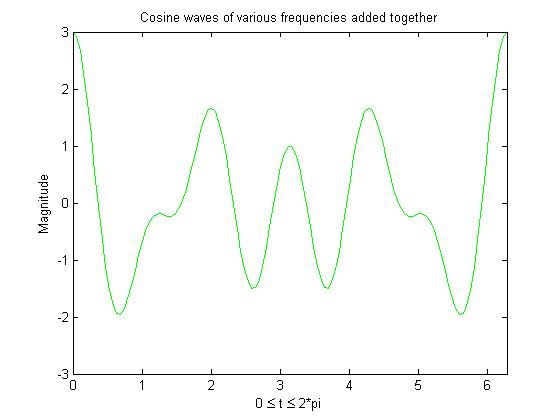 Cosine waves of various frequencies added together
3
2
1
0
-1
-2
-3
Magnitude
0 1 2 3 4 5 6
0 ≤ t ≤ 2*pi